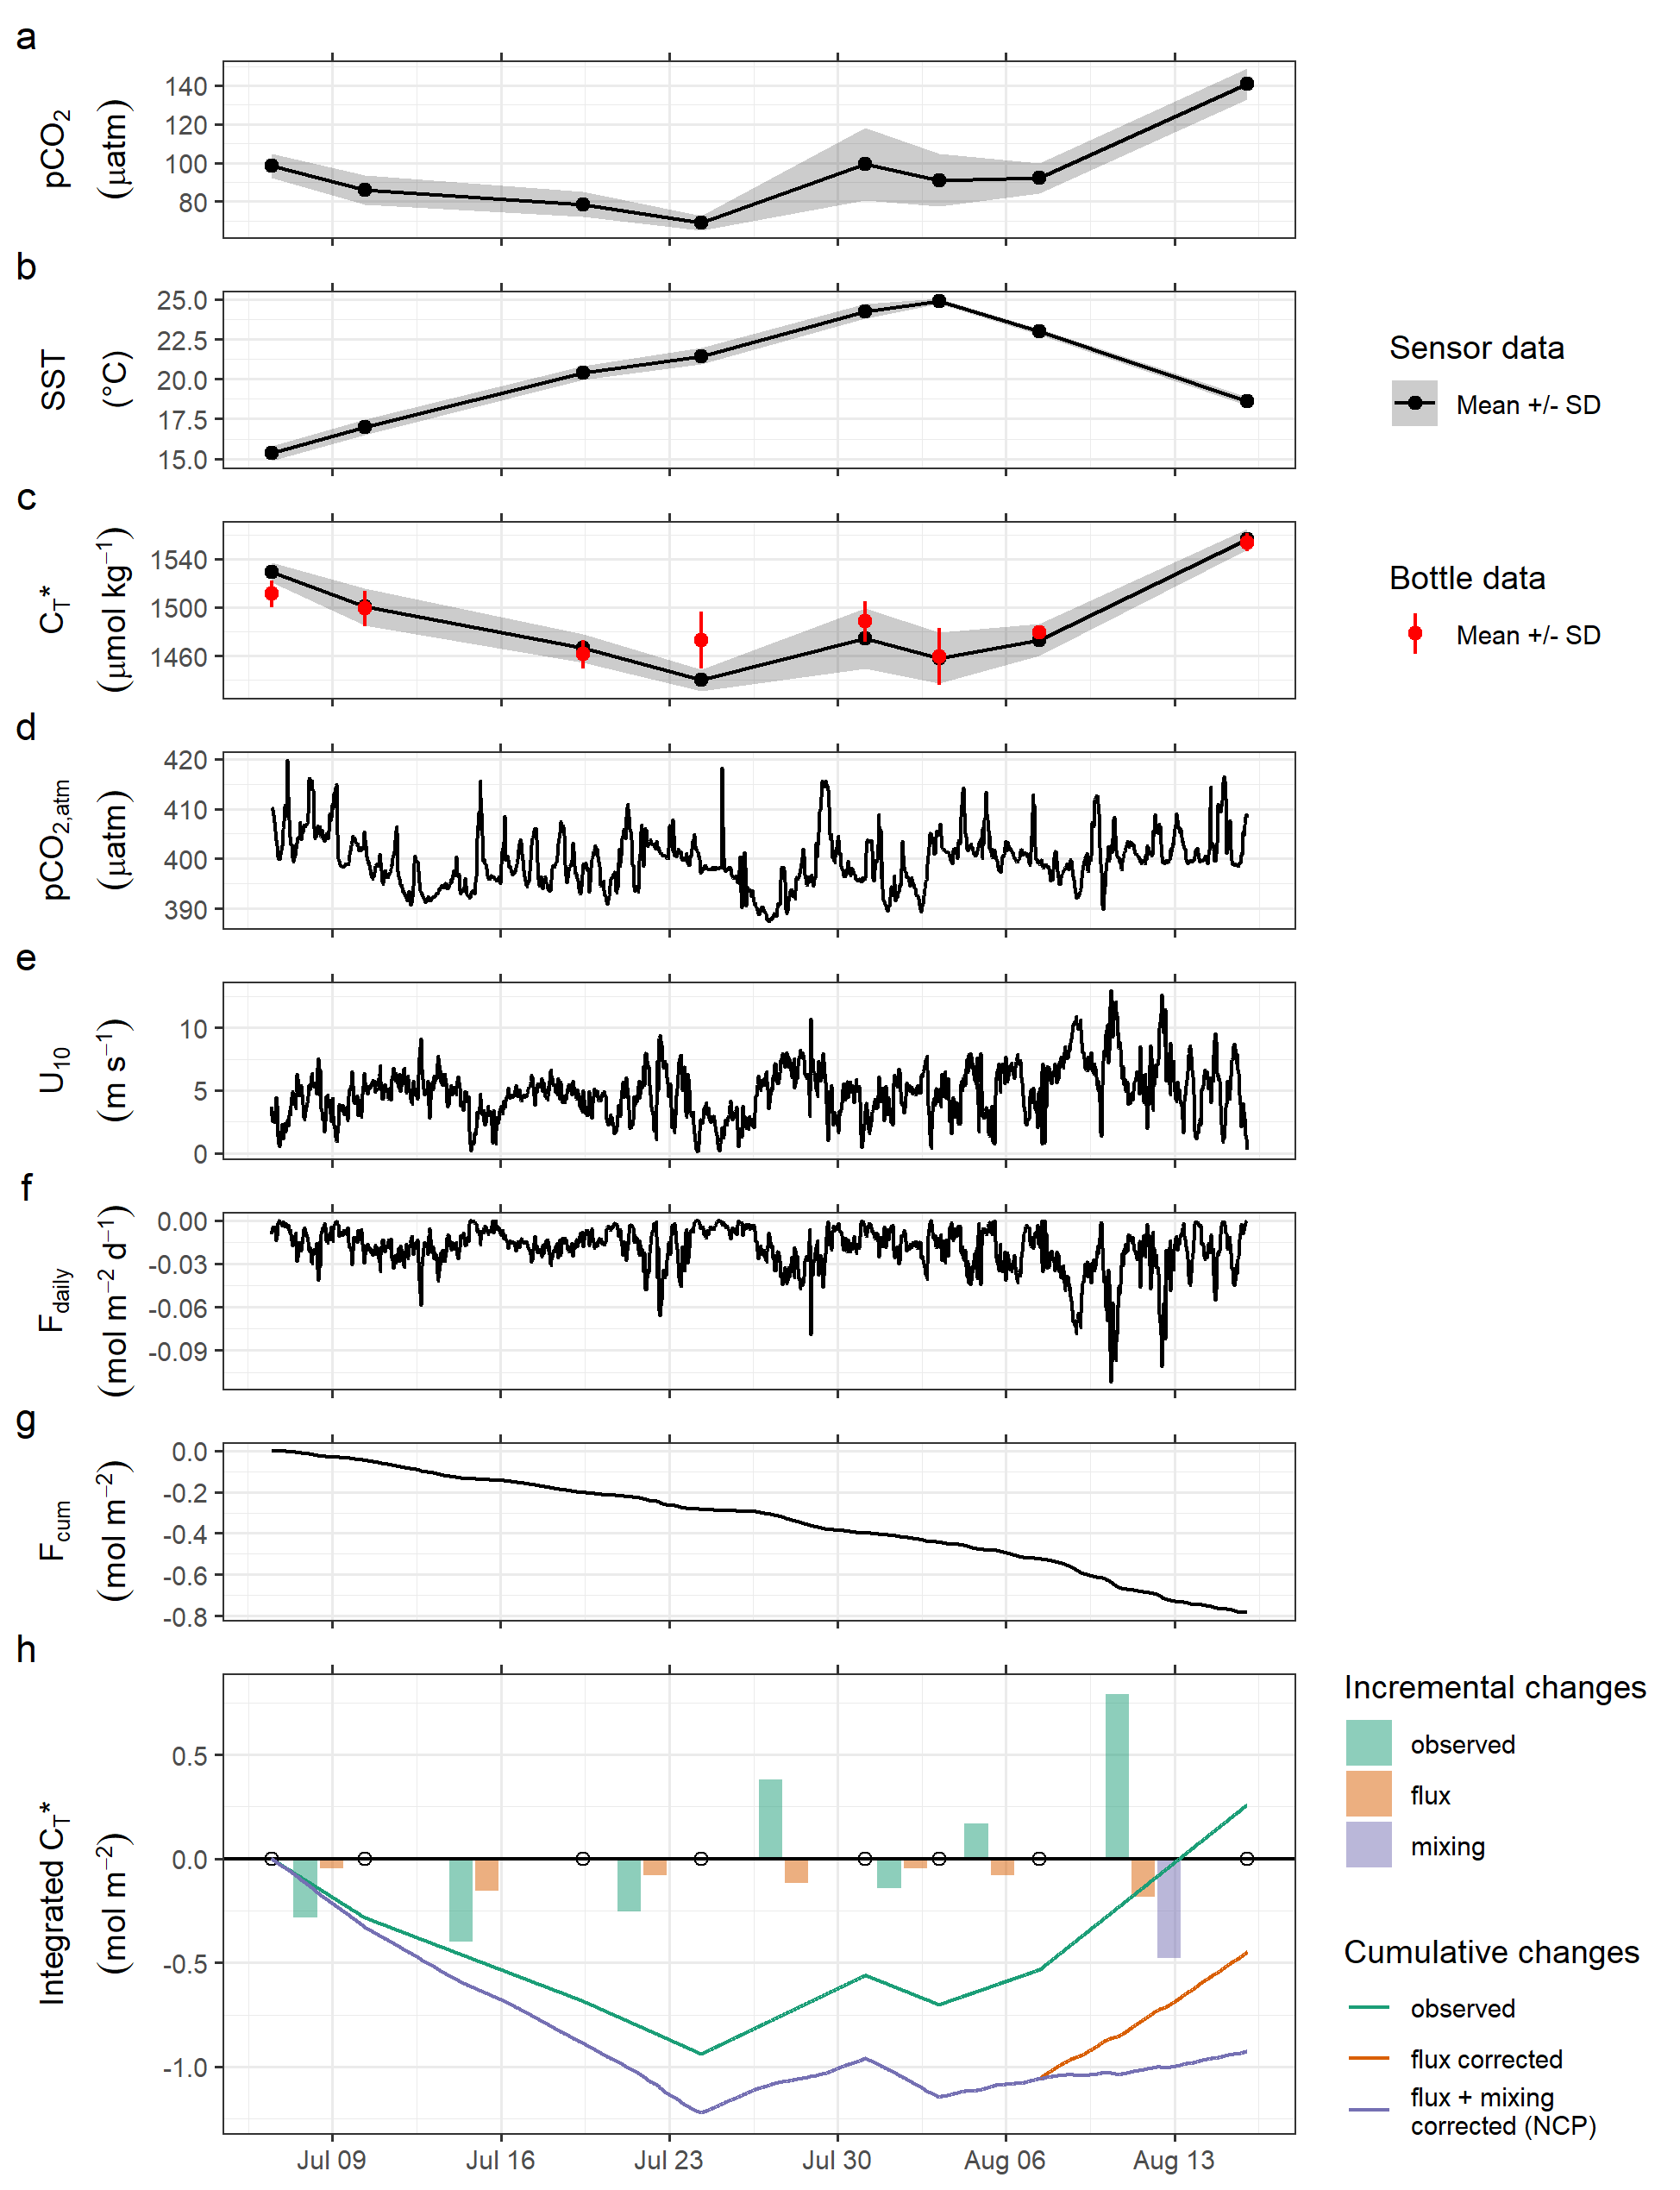 a
pCO2
(μatm)
140
120
100
80
b
SST
(°C)
25.0
22.5
20.0
17.5
15.0
Sensor data
Mean +/- SD
c
CT*
(μmol kg−1)
1540
1500
1460
Bottle data
Mean +/- SD
d
pCO2,atm
(μatm)
420
410
400
390
e
U10
(m s−1)
10
5
0
f
Fdaily
(mol m−2 d−1)
0.00
-0.03
-0.06
-0.09
g
Fcum
(mol m−2)
0.0
-0.2
-0.4
-0.6
-0.8
h
Integrated CT*
(mol m−2)
0.5
0.0
-0.5
-1.0
Jul 09
Jul 16
Jul 23
Jul 30
Aug 06
Aug 13
Incremental changes
observed
flux
mixing
Cumulative changes
observed
flux corrected
flux + mixing
corrected (NCP)